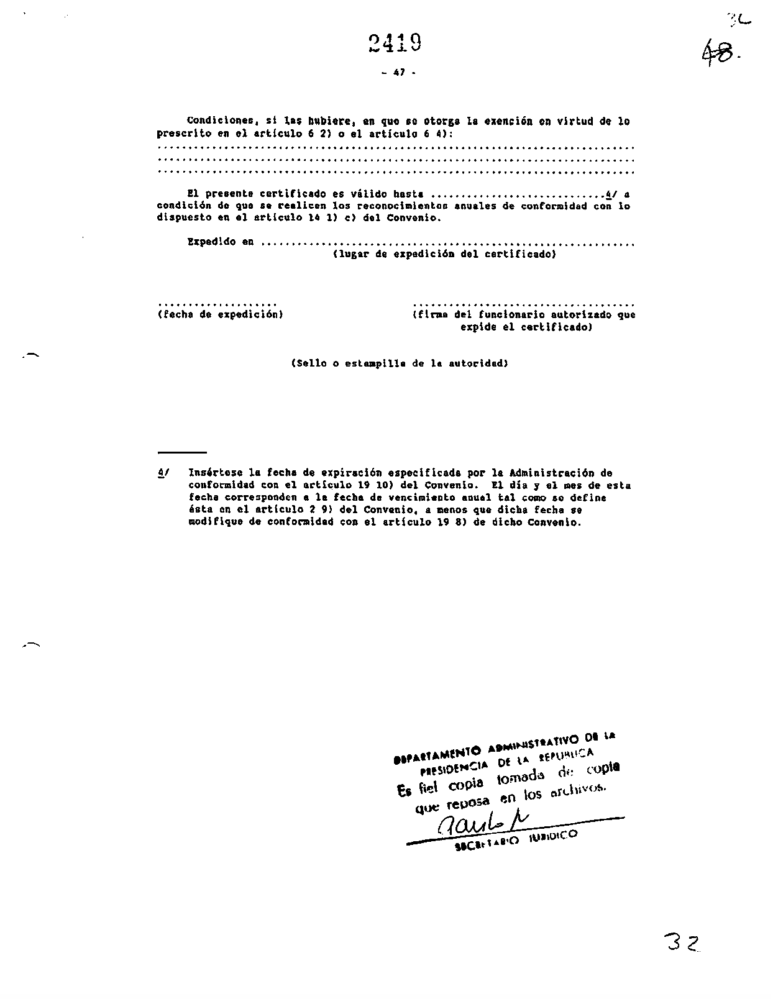 2419
48.
- 47 -
Condiciones, si las hubiere, en que se otorga la exención en virtud de lo
prescrito en el artículo 6 2) o el artículo 6 4):
................................................................................
................................................................................
................................................................................
El presente certificado es válido hasta .............................4/ a
condición de que se realicen los reconocimientos anuales de conformidad con lo
dispuesto en el artículo 14 1) c) del Convenio.
Expedido en ..............................................................
(lugar de expedición del certificado)
.................... .....................................
(fecha de expedición) (firma del funcionario autorizado que
expide el certificado)
(Sello o estampilla de la autoridad)
4/ Insértese la fecha de expiración especificada por la Administración de
conformidad con el artículo 19 10) del Convenio. El día y el mes de esta
fecha corresponden a la fecha de vencimiento anual tal como se define
ésta en el artículo 2 9) del Convenio, a menos que dicha fecha se
modifique de conformidad con el artículo 19 8) de dicho Convenio.
DEPARTAMENTO ADMINISTRATIVO DE LA
PRESIDENCIA DE LA REPUBLICA
Es fiel copia tomada de copia
que reposa en los archivos.
SECRETARIO JURIDICO
32